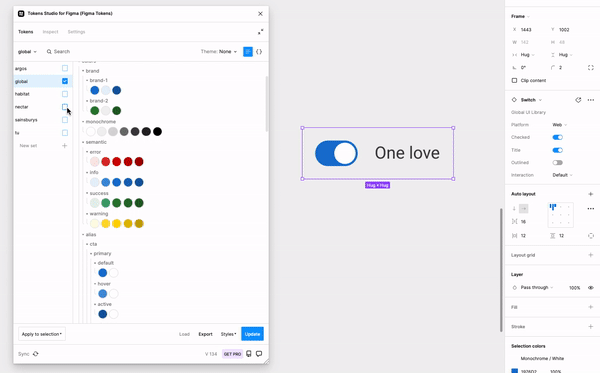 Tokens Studio for Figma (Figma Tokens)
Tokens
Inspect
Settings
global
Search
Theme: None
argos
global
habitat
nectar
sainsburys
tu
New set
brand
brand-1
brand-2
monochrome
semantic
error
info
success
warning
alias
cta
primary
default
hover
active
Apply to selection
Load
Export
Styles
Update
Sync:
V 134
GET PRO
One love
Hug x Hug
Frame
X 1443 Y 1002
W 162 H 48
Hug Hug
0° 2
Clip content
Switch
Global UI Library
Platform Web
Checked
Title
Outlined
Interaction Default
Auto layout
16
12 12
Layout grid
Layer
Pass through 100%
Fill
Stroke
Selection colors
Monochrome / White
1976D2 100%